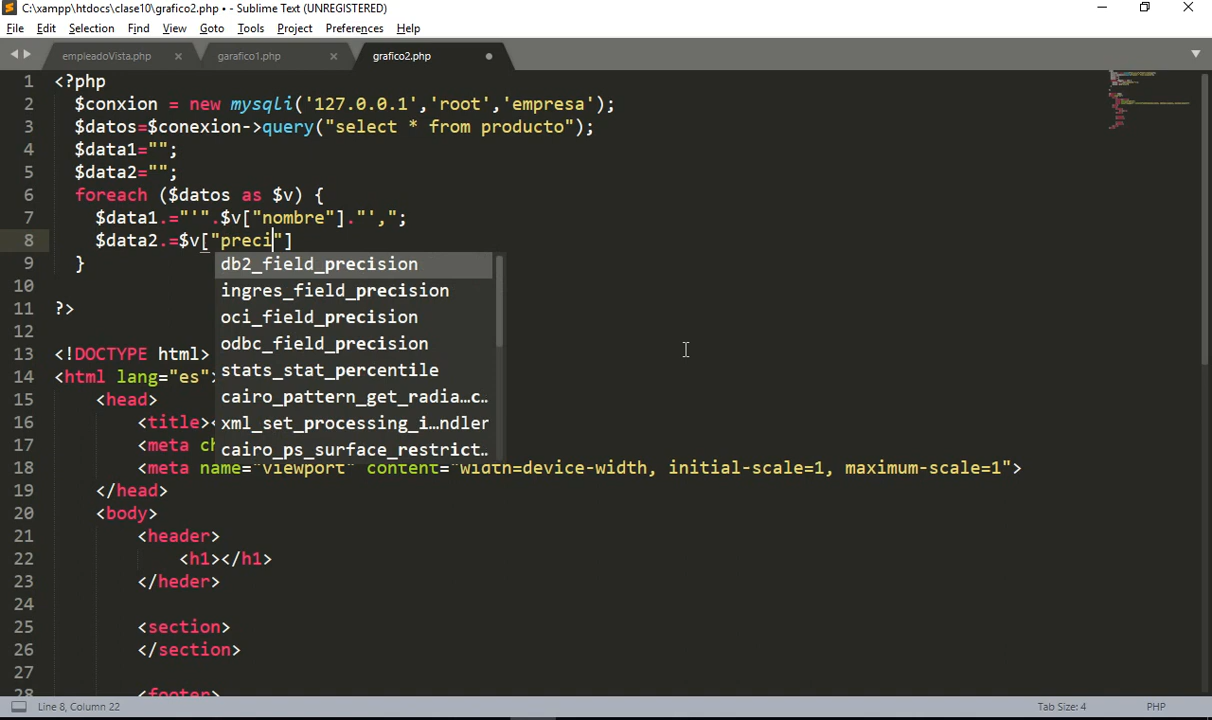 C:\xampp\htdocs\clase10\grafico2.php • - Sublime Text (UNREGISTERED)
File Edit Selection Find View Goto Tools Project Preferences Help
empleadoVista.php garafico1.php grafico2.php
1 <?php
2 $conxion = new mysqli('127.0.0.1','root','empresa');
3 $datos=$conexion->query("select * from producto");
4 $data1="";
5 $data2="";
6 foreach ($datos as $v) {
7 $data1.="'".$v["nombre"]."',";
8 $data2.=$v["preci"]
9 }
db2_field_precision
10
ingres_field_precision
11 ?>
oci_field_precision
12
odbc_field_precision
13 <!DOCTYPE html>
stats_stat_percentile
14 <html lang="es">
cairo_pattern_get_radia…c.
15 <head>
xml_set_processing_i…ndler
16 <title><
cairo_ps_surface_restrict..
17 <meta ch
18 <meta name="viewport" content="width=device-width, initial-scale=1, maximum-scale=1">
19 </head>
20 <body>
21 <header>
22 <h1></h1>
23 </heder>
24
25 <section>
26 </section>
27
28 <footer>
Line 8, Column 22 Tab Size: 4 PHP